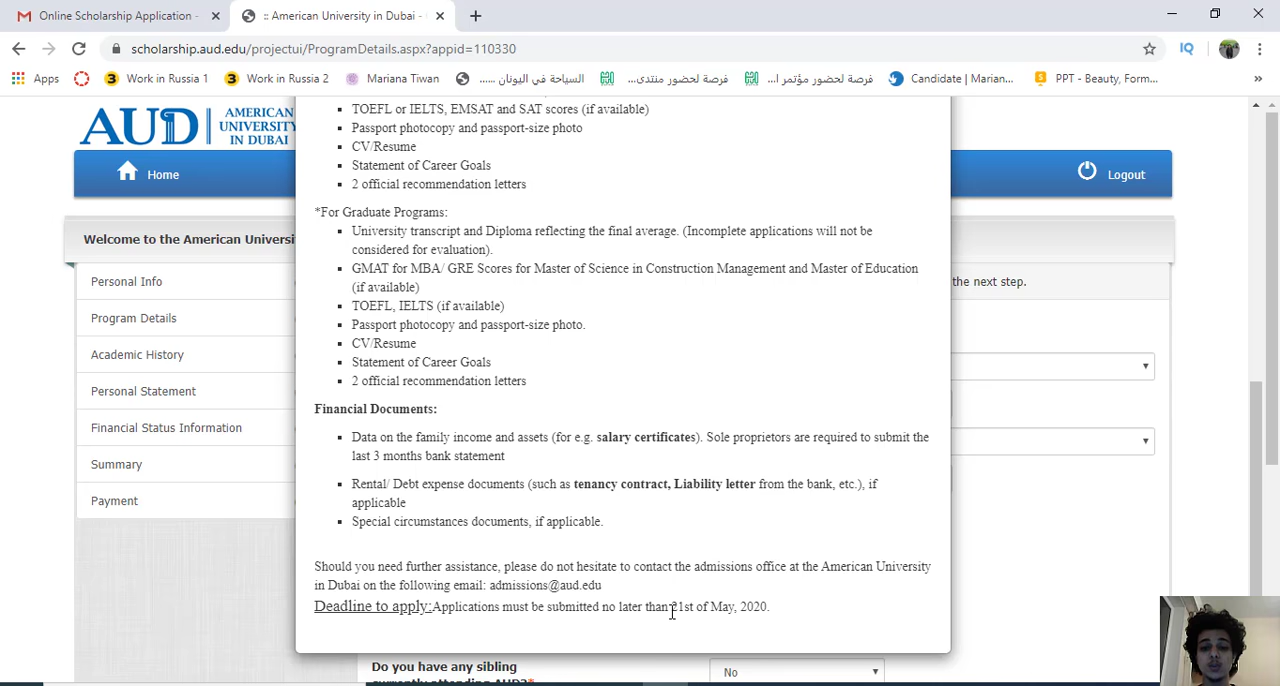 Online Scholarship Application -
:: American University in Dubai -
scholarship.aud.edu/projectui/ProgramDetails.aspx?appid=110330
IQ
Apps
Work in Russia 1
Work in Russia 2
Mariana Tiwan
السياحة في اليونان .....
فرصة لحضور منتدى...
فرصة لحضور مؤتمر ا...
Candidate | Marian...
PPT - Beauty, Form...
»
AUD
AMERICAN
UNIVERSITY
IN DUBAI
Home
Logout
Welcome to the American Universi
the next step.
Personal Info
Program Details
Academic History
Personal Statement
Financial Status Information
Summary
Payment
TOEFL or IELTS, EMSAT and SAT scores (if available)
Passport photocopy and passport-size photo
CV/Resume
Statement of Career Goals
2 official recommendation letters
*For Graduate Programs:
University transcript and Diploma reflecting the final average. (Incomplete applications will not be
considered for evaluation).
GMAT for MBA/ GRE Scores for Master of Science in Construction Management and Master of Education
(if available)
TOEFL, IELTS (if available)
Passport photocopy and passport-size photo.
CV/Resume
Statement of Career Goals
2 official recommendation letters
Financial Documents:
Data on the family income and assets (for e.g. salary certificates). Sole proprietors are required to submit the
last 3 months bank statement
Rental/ Debt expense documents (such as tenancy contract, Liability letter from the bank, etc.), if
applicable
Special circumstances documents, if applicable.
Should you need further assistance, please do not hesitate to contact the admissions office at the American University
in Dubai on the following email: admissions@aud.edu
Deadline to apply:Applications must be submitted no later than 21st of May, 2020.
Do you have any sibling
currently attending AUD?*
No